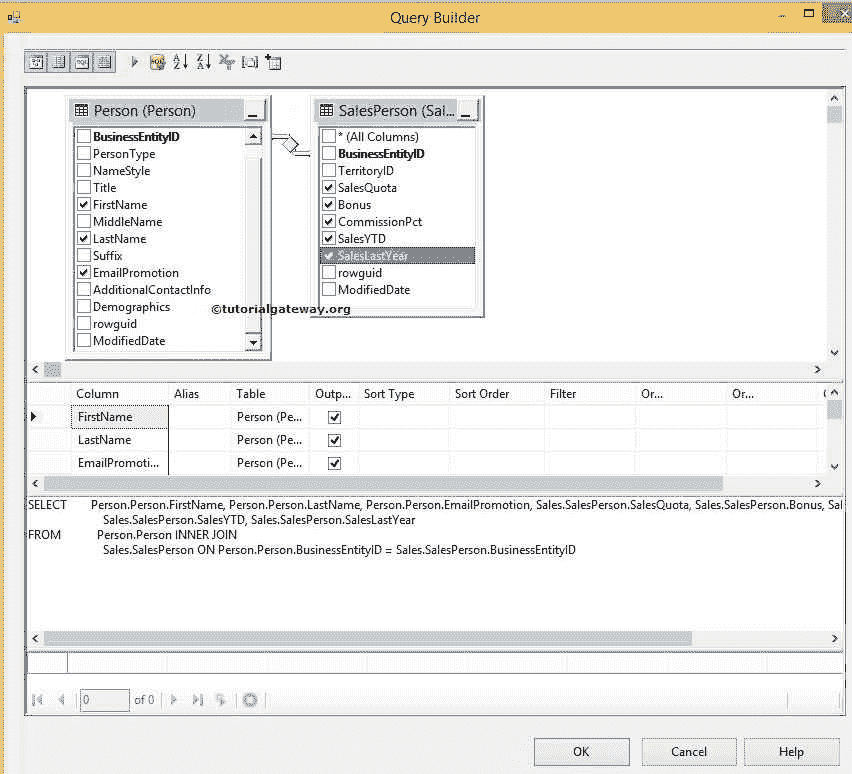 Query Builder
Person (Person)
BusinessEntityID
PersonType
NameStyle
Title
FirstName
MiddleName
LastName
Suffix
EmailPromotion
AdditionalContactInfo
Demographics
rowguid
ModifiedDate
SalesPerson (Sal...
* (All Columns)
BusinessEntityID
TerritoryID
SalesQuota
Bonus
CommissionPct
SalesYTD
SalesLastYear
rowguid
ModifiedDate
©tutorialgateway.org
Column Alias Table Outp... Sort Type Sort Order Filter Or... Or...
FirstName Person (Pe...
LastName Person (Pe...
EmailPromoti... Person (Pe...
SELECT Person.Person.FirstName, Person.Person.LastName, Person.Person.EmailPromotion, Sales.SalesPerson.SalesQuota, Sales.SalesPerson.Bonus, Sal
Sales.SalesPerson.SalesYTD, Sales.SalesPerson.SalesLastYear
FROM Person.Person INNER JOIN
Sales.SalesPerson ON Person.Person.BusinessEntityID = Sales.SalesPerson.BusinessEntityID
0 of 0
OK Cancel Help